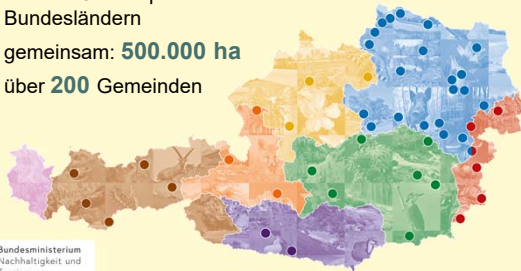 Bundesländern
gemeinsam: 500.000 ha
über 200 Gemeinden
Bundesministerium
Nachhaltigkeit und